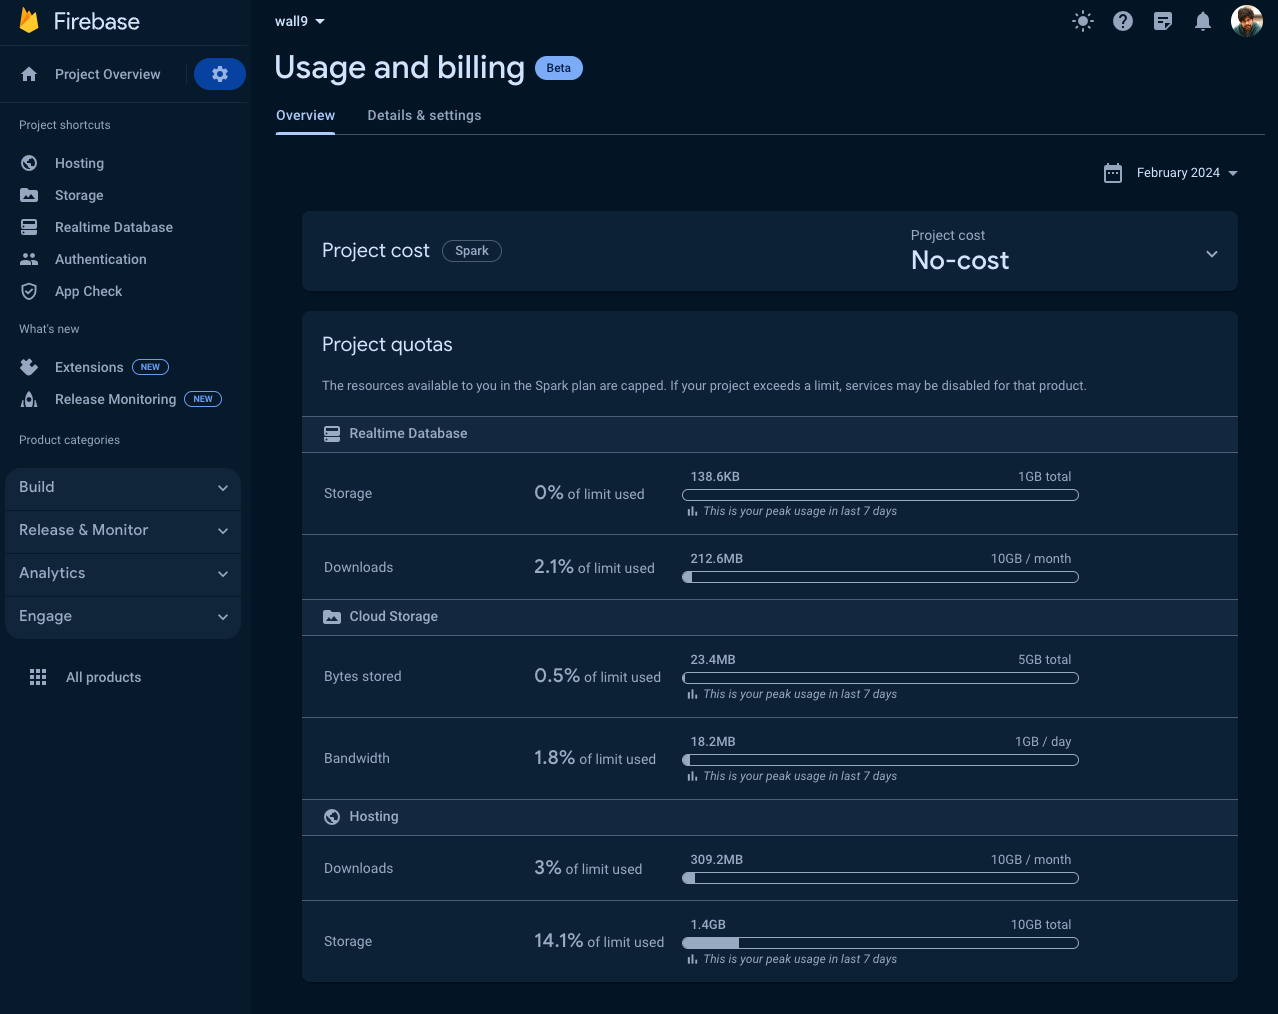 Firebase
wall9
Project Overview
Usage and billing Beta
Overview
Details & settings
Project shortcuts
Hosting
Storage
Realtime Database
Authentication
App Check
What's new
Extensions NEW
Release Monitoring NEW
Product categories
Build
Release & Monitor
Analytics
Engage
All products
February 2024
Project cost Spark
Project cost
No-cost
Project quotas
The resources available to you in the Spark plan are capped. If your project exceeds a limit, services may be disabled for that product.
Realtime Database
Storage
0% of limit used
138.6KB
1GB total
This is your peak usage in last 7 days
Downloads
2.1% of limit used
212.6MB
10GB / month
Cloud Storage
Bytes stored
0.5% of limit used
23.4MB
5GB total
This is your peak usage in last 7 days
Bandwidth
1.8% of limit used
18.2MB
1GB / day
This is your peak usage in last 7 days
Hosting
Downloads
3% of limit used
309.2MB
10GB / month
Storage
14.1% of limit used
1.4GB
10GB total
This is your peak usage in last 7 days